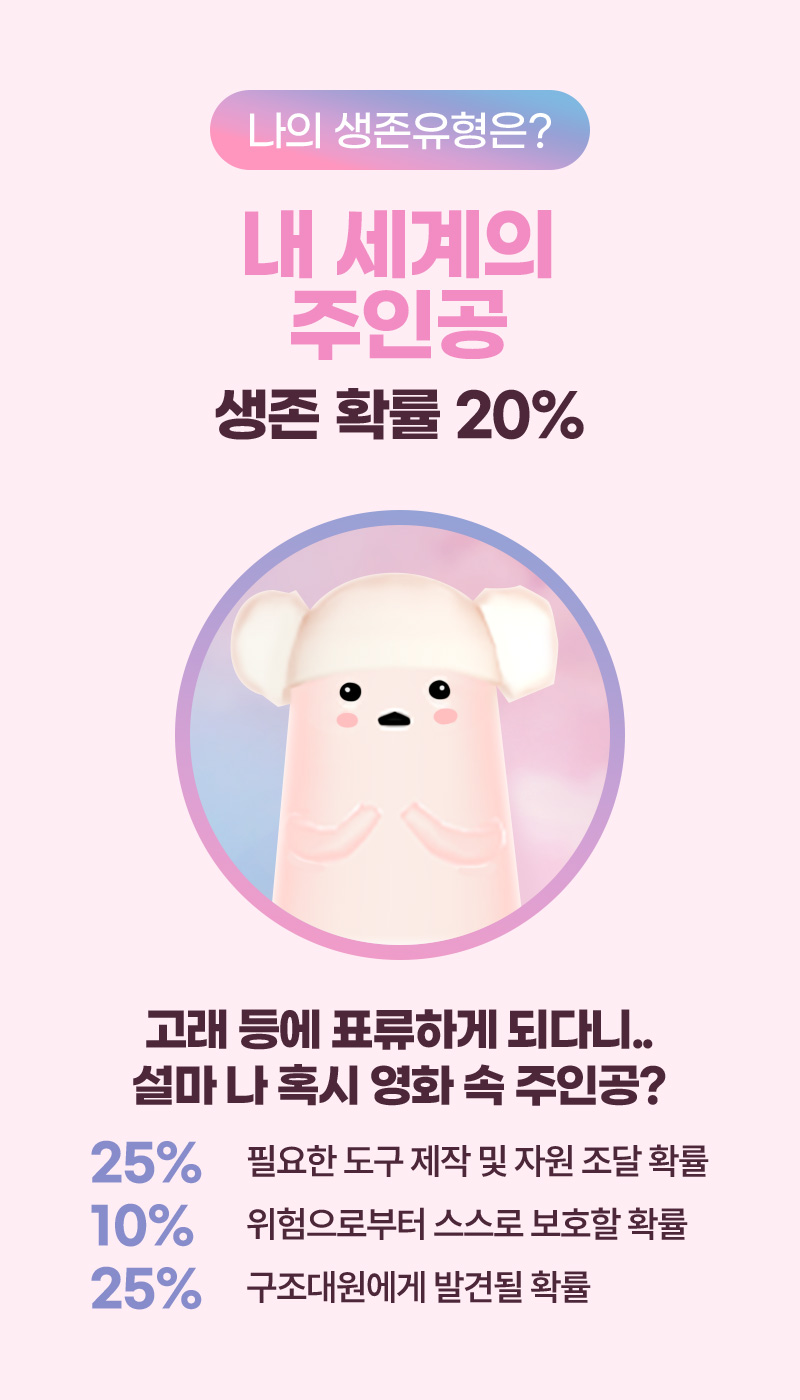 나의 생존유형은?
내 세계의
주인공
생존 확률 20%
고래 등에 표류하게 되다니..
설마 나 혹시 영화 속 주인공?
25% 필요한 도구 제작 및 자원 조달 확률
10% 위험으로부터 스스로 보호할 확률
25% 구조대원에게 발견될 확률